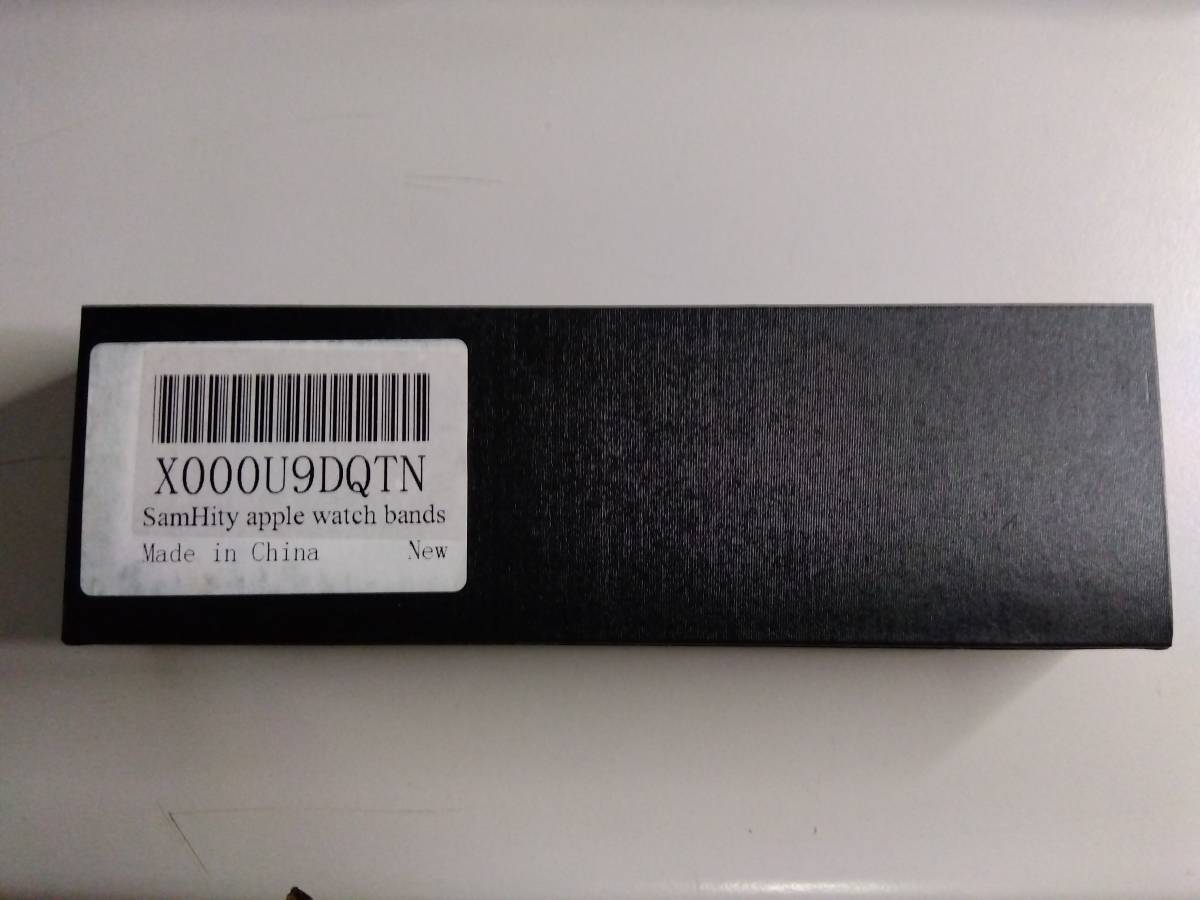 X000U9DQTN
SamHity apple watch bands
Made in China New